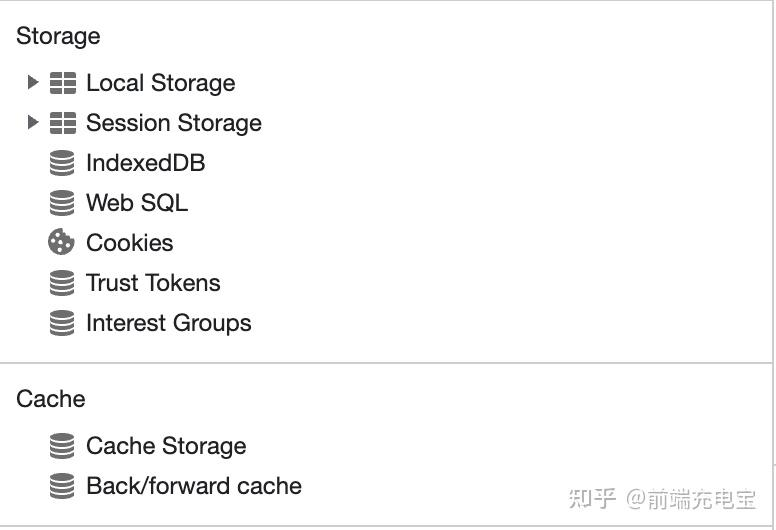 Storage
Local Storage
Session Storage
IndexedDB
Web SQL
Cookies
Trust Tokens
Interest Groups
Cache
Cache Storage
Back/forward cache
知乎 @前端充电宝